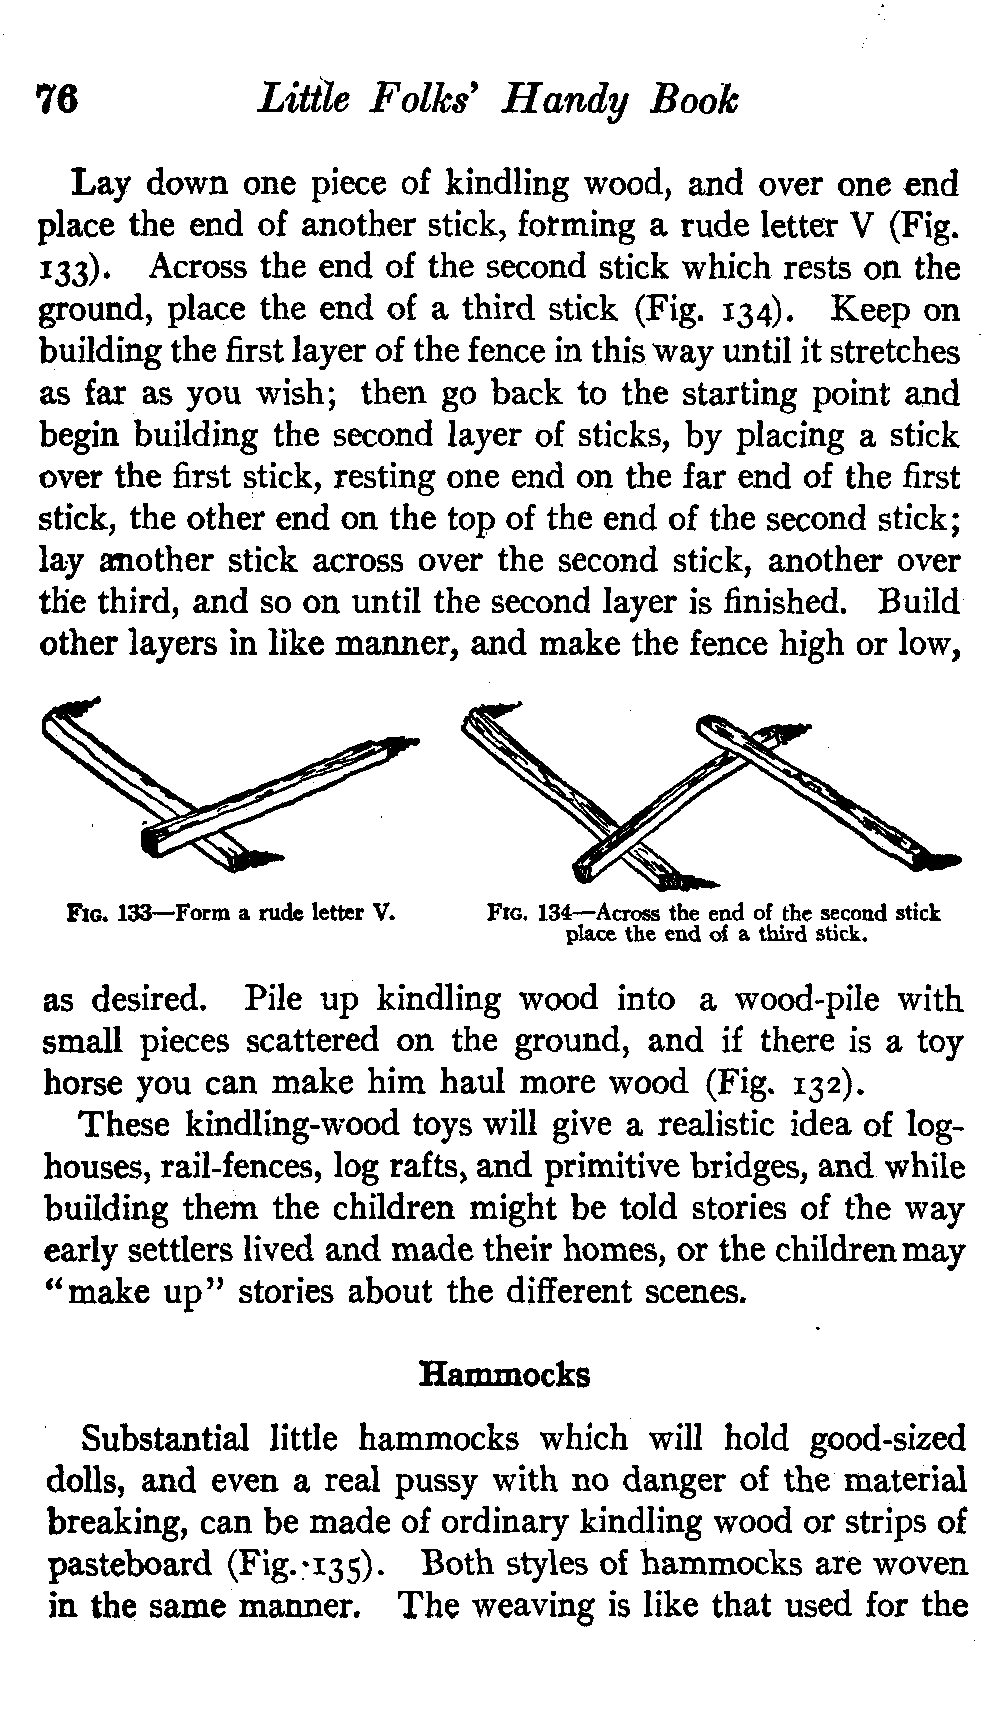 76 Little Folks' Handy Book
Lay down one piece of kindling wood, and over one end
place the end of another stick, forming a rude letter V (Fig.
133). Across the end of the second stick which rests on the
ground, place the end of a third stick (Fig. 134). Keep on
building the first layer of the fence in this way until it stretches
as far as you wish; then go back to the starting point and
begin building the second layer of sticks, by placing a stick
over the first stick, resting one end on the far end of the first
stick, the other end on the top of the end of the second stick;
lay another stick across over the second stick, another over
the third, and so on until the second layer is finished. Build
other layers in like manner, and make the fence high or low,
FIG. 133—Form a rude letter V.
FIG. 134—Across the end of the second stick
place the end of a third stick.
as desired. Pile up kindling wood into a wood-pile with
small pieces scattered on the ground, and if there is a toy
horse you can make him haul more wood (Fig. 132).
These kindling-wood toys will give a realistic idea of log-
houses, rail-fences, log rafts, and primitive bridges, and while
building them the children might be told stories of the way
early settlers lived and made their homes, or the children may
"make up" stories about the different scenes.
Hammocks
Substantial little hammocks which will hold good-sized
dolls, and even a real pussy with no danger of the material
breaking, can be made of ordinary kindling wood or strips of
pasteboard (Fig. 135). Both styles of hammocks are woven
in the same manner. The weaving is like that used for the